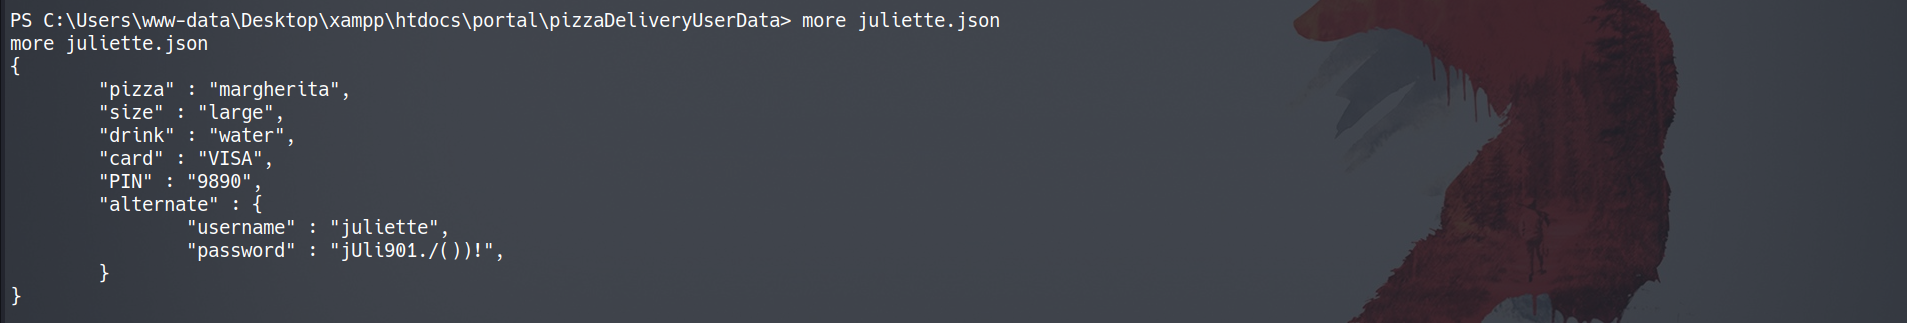 PS C:\Users\www-data\Desktop\xampp\htdocs\portal\pizzaDeliveryUserData> more juliette.json
more juliette.json
{
        "pizza" : "margherita",
        "size" : "large",
        "drink" : "water",
        "card" : "VISA",
        "PIN" : "9890",
        "alternate" : {
                "username" : "juliette",
                "password" : "jUli901./())!",
        }
}